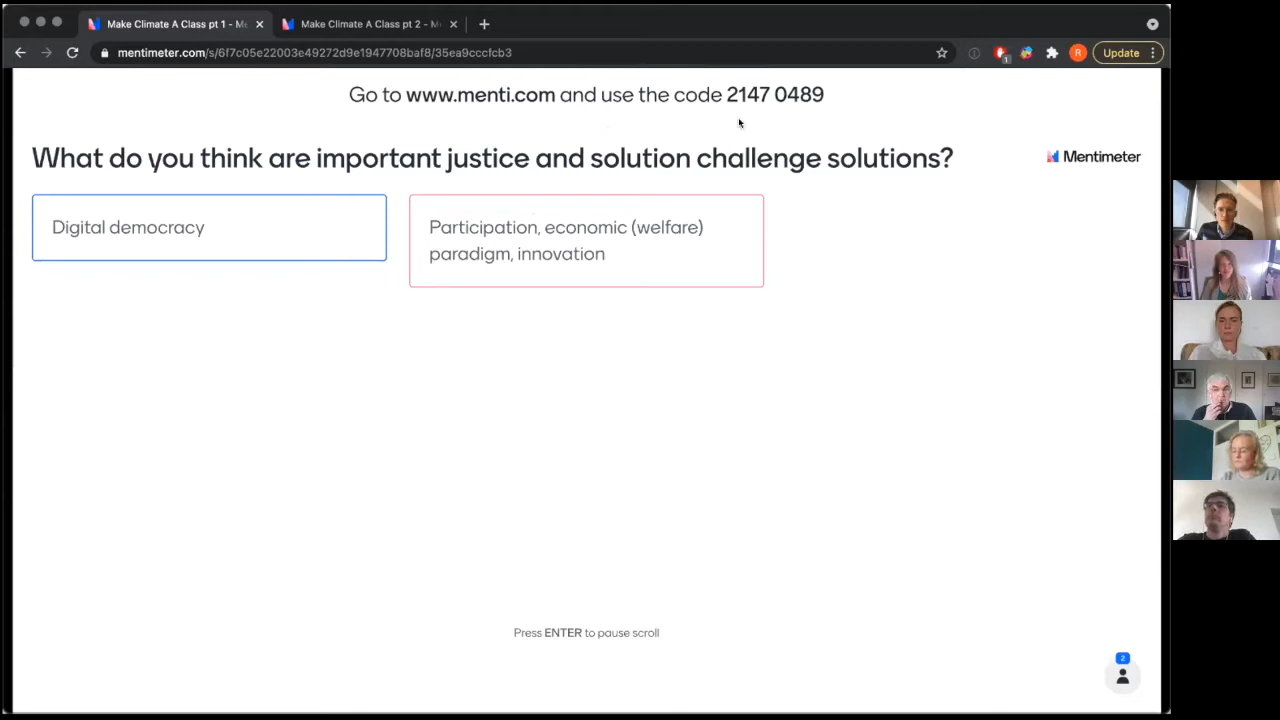 Make Climate A Class pt 1 - Me
Make Climate A Class pt 2 - M
mentimeter.com/s/6f7c05e22003e49272d9e1947708baf8/35ea9cccfcb3
1
R
Update
Go to www.menti.com and use the code 2147 0489
What do you think are important justice and solution challenge solutions?
Mentimeter
Digital democracy
Participation, economic (welfare)
paradigm, innovation
Press ENTER to pause scroll
2